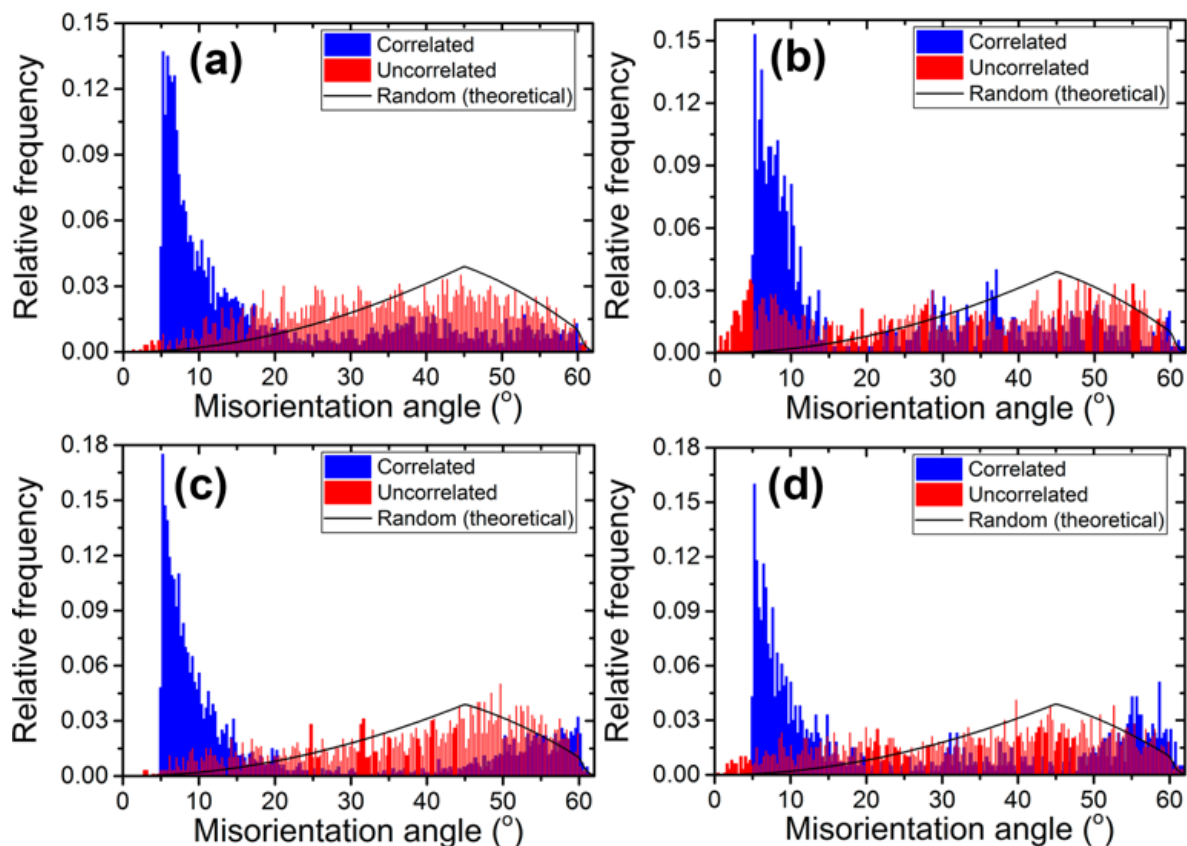 (a)
Correlated
Uncorrelated
Random (theoretical)
0.15
0.12
0.09
0.06
0.03
0.00
Relative frequency
0 10 20 30 40 50 60
Misorientation angle (°)
(b)
Correlated
Uncorrelated
Random (theoretical)
0.15
0.12
0.09
0.06
0.03
0.00
Relative frequency
0 10 20 30 40 50 60
Misorientation angle (°)
(c)
Correlated
Uncorrelated
Random (theoretical)
0.18
0.15
0.12
0.09
0.06
0.03
0.00
Relative frequency
0 10 20 30 40 50 60
Misorientation angle (°)
(d)
Correlated
Uncorrelated
Random (theoretical)
0.18
0.15
0.12
0.09
0.06
0.03
0.00
Relative frequency
0 10 20 30 40 50 60
Misorientation angle (°)